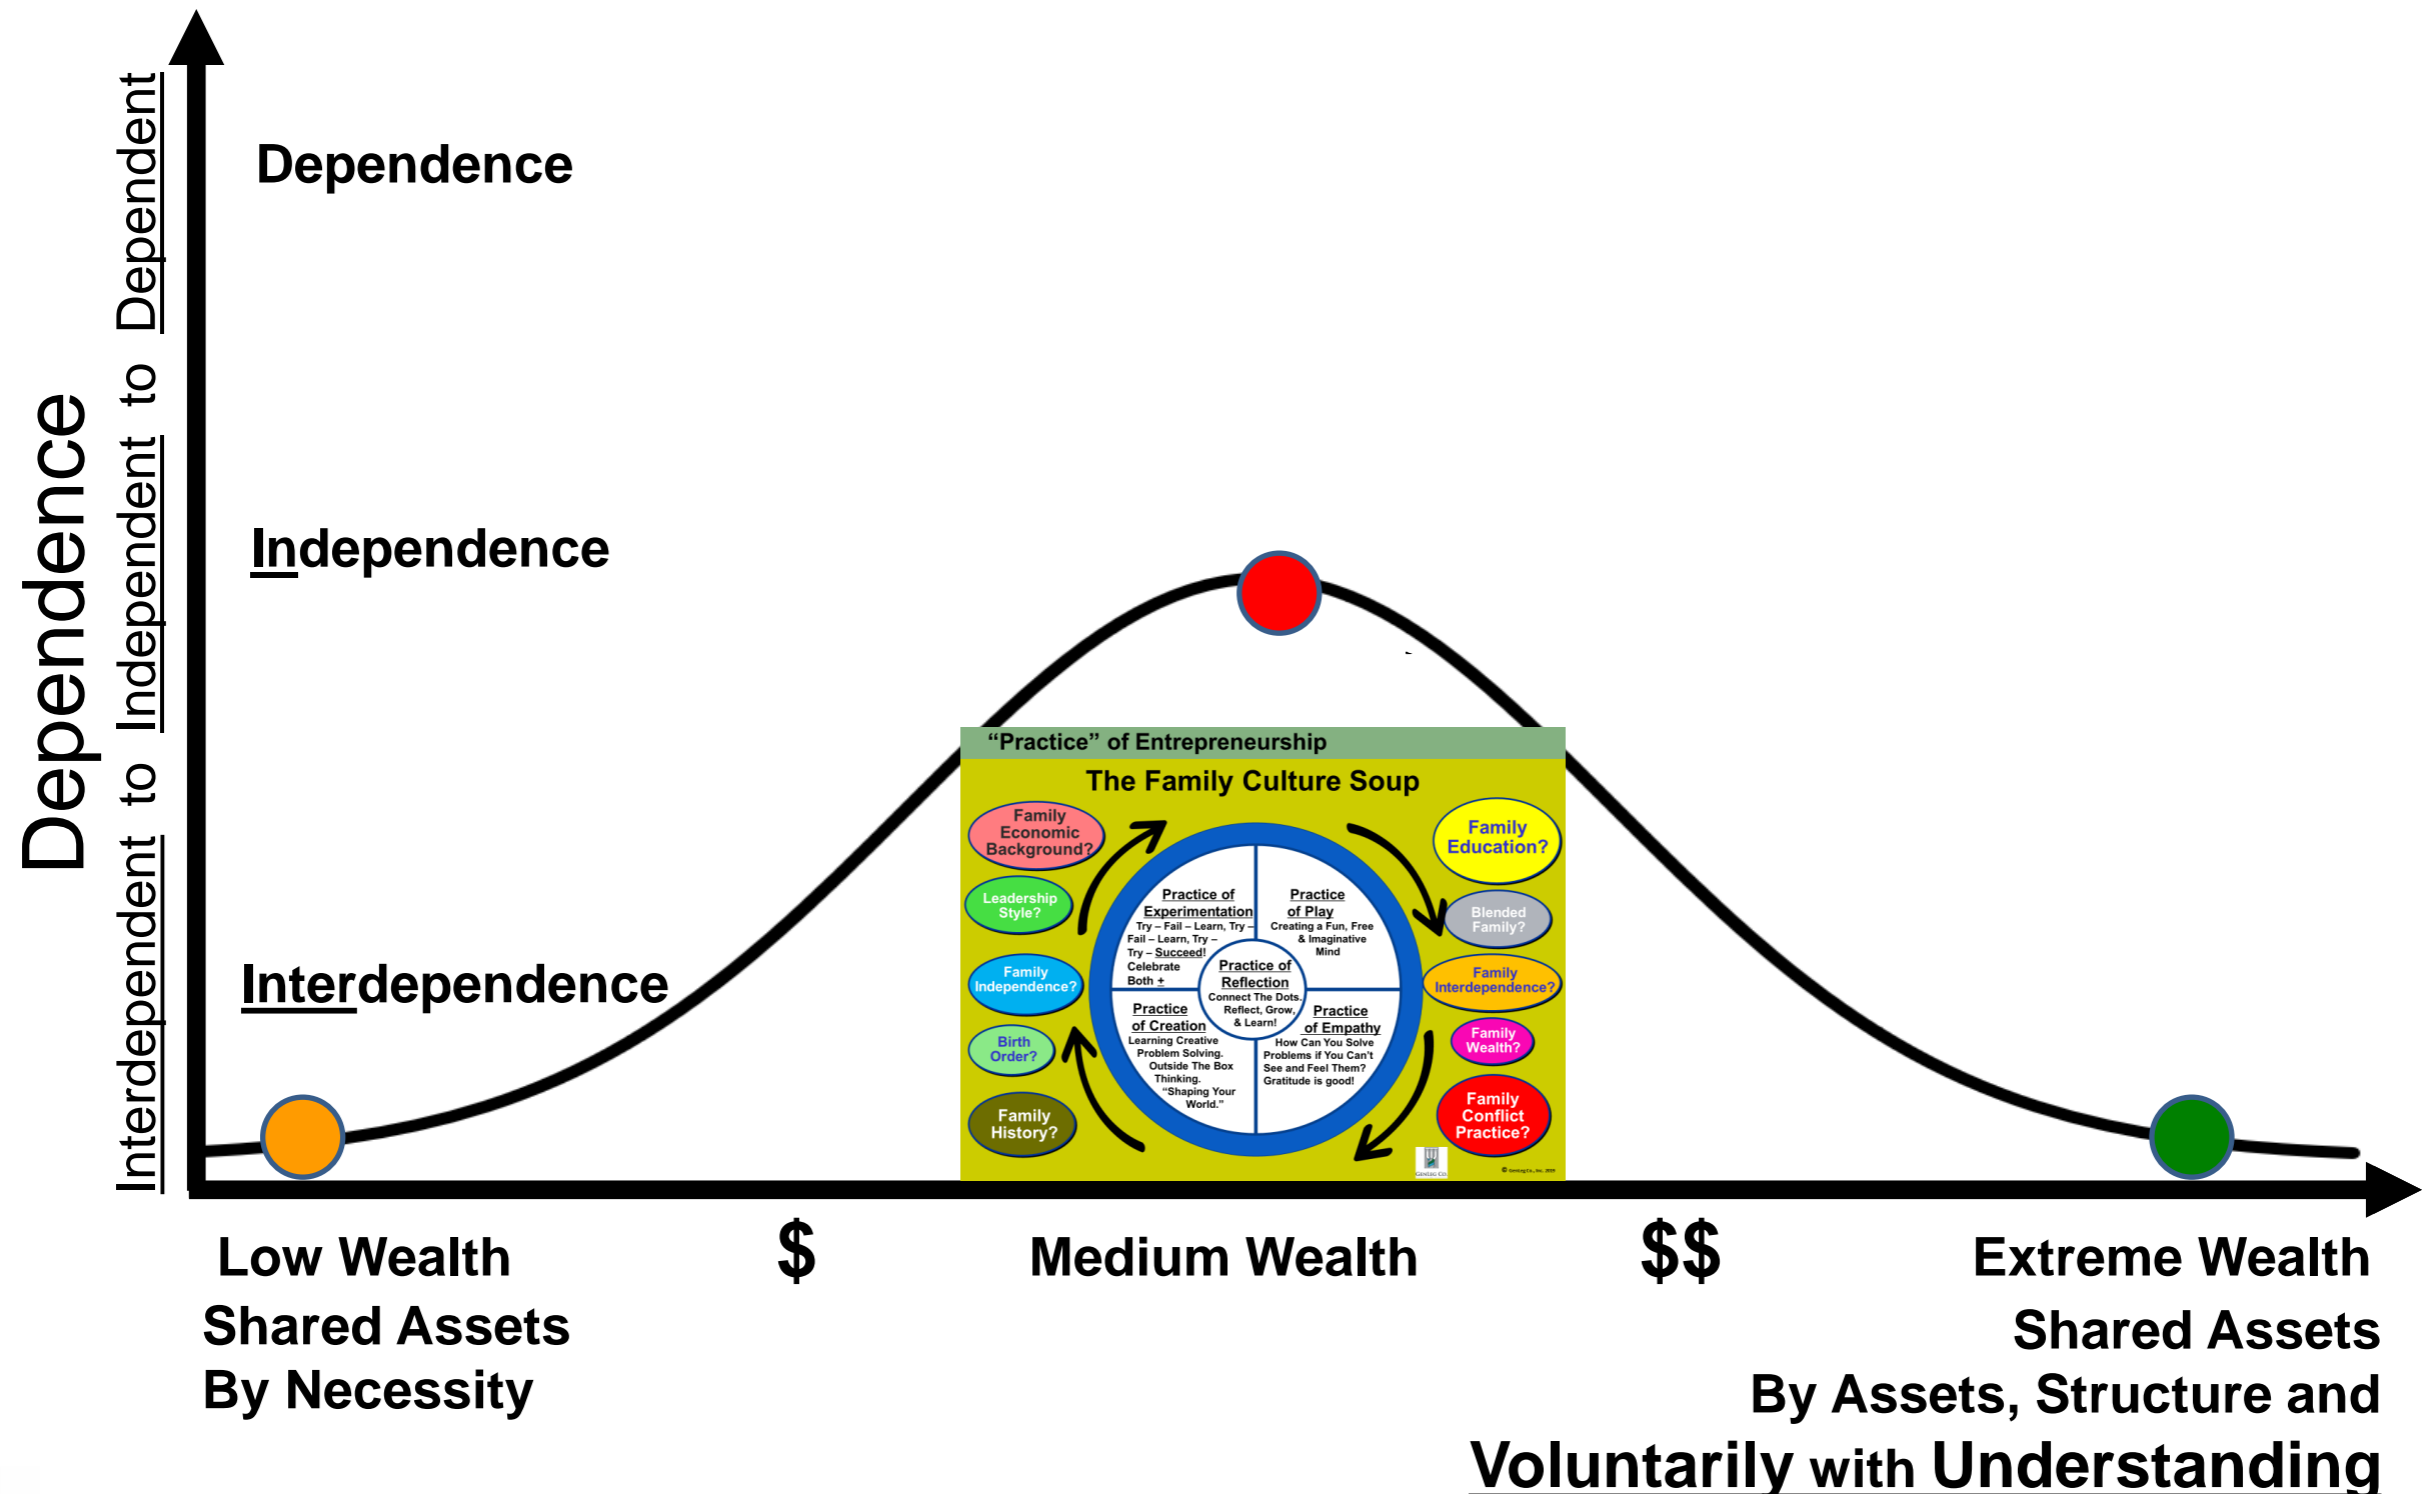 Dependence
Interdependent to Independent to Dependent
Dependence
Independence
Interdependence
“Practice” of Entrepreneurship
The Family Culture Soup
Family
Economic
Background?
Leadership
Style?
Family
Independence?
Birth
Order?
Family
History?
Practice of
Experimentation
Try – Fail – Learn, Try –
Fail – Learn, Try –
Try – Succeed!
Celebrate
Both +
Practice
of Play
Creating a Fun, Free
& Imaginative
Mind
Practice of
Reflection
Connect The Dots.
Reflect, Grow,
& Learn!
Practice
of Creation
Learning Creative
Problem Solving.
Outside The Box
Thinking.
“Shaping Your
World.”
Practice
of Empathy
How Can You Solve
Problems if You Can't
See and Feel Them?
Gratitude is good!
Family
Education?
Blended
Family?
Family
Interdependence?
Family
Wealth?
Family
Conflict
Practice?
GenLeg Co.
© GenLeg Co., Inc. 2025
Low Wealth
Shared Assets
By Necessity
$
Medium Wealth
$$
Extreme Wealth
Shared Assets
By Assets, Structure and
Voluntarily with Understanding